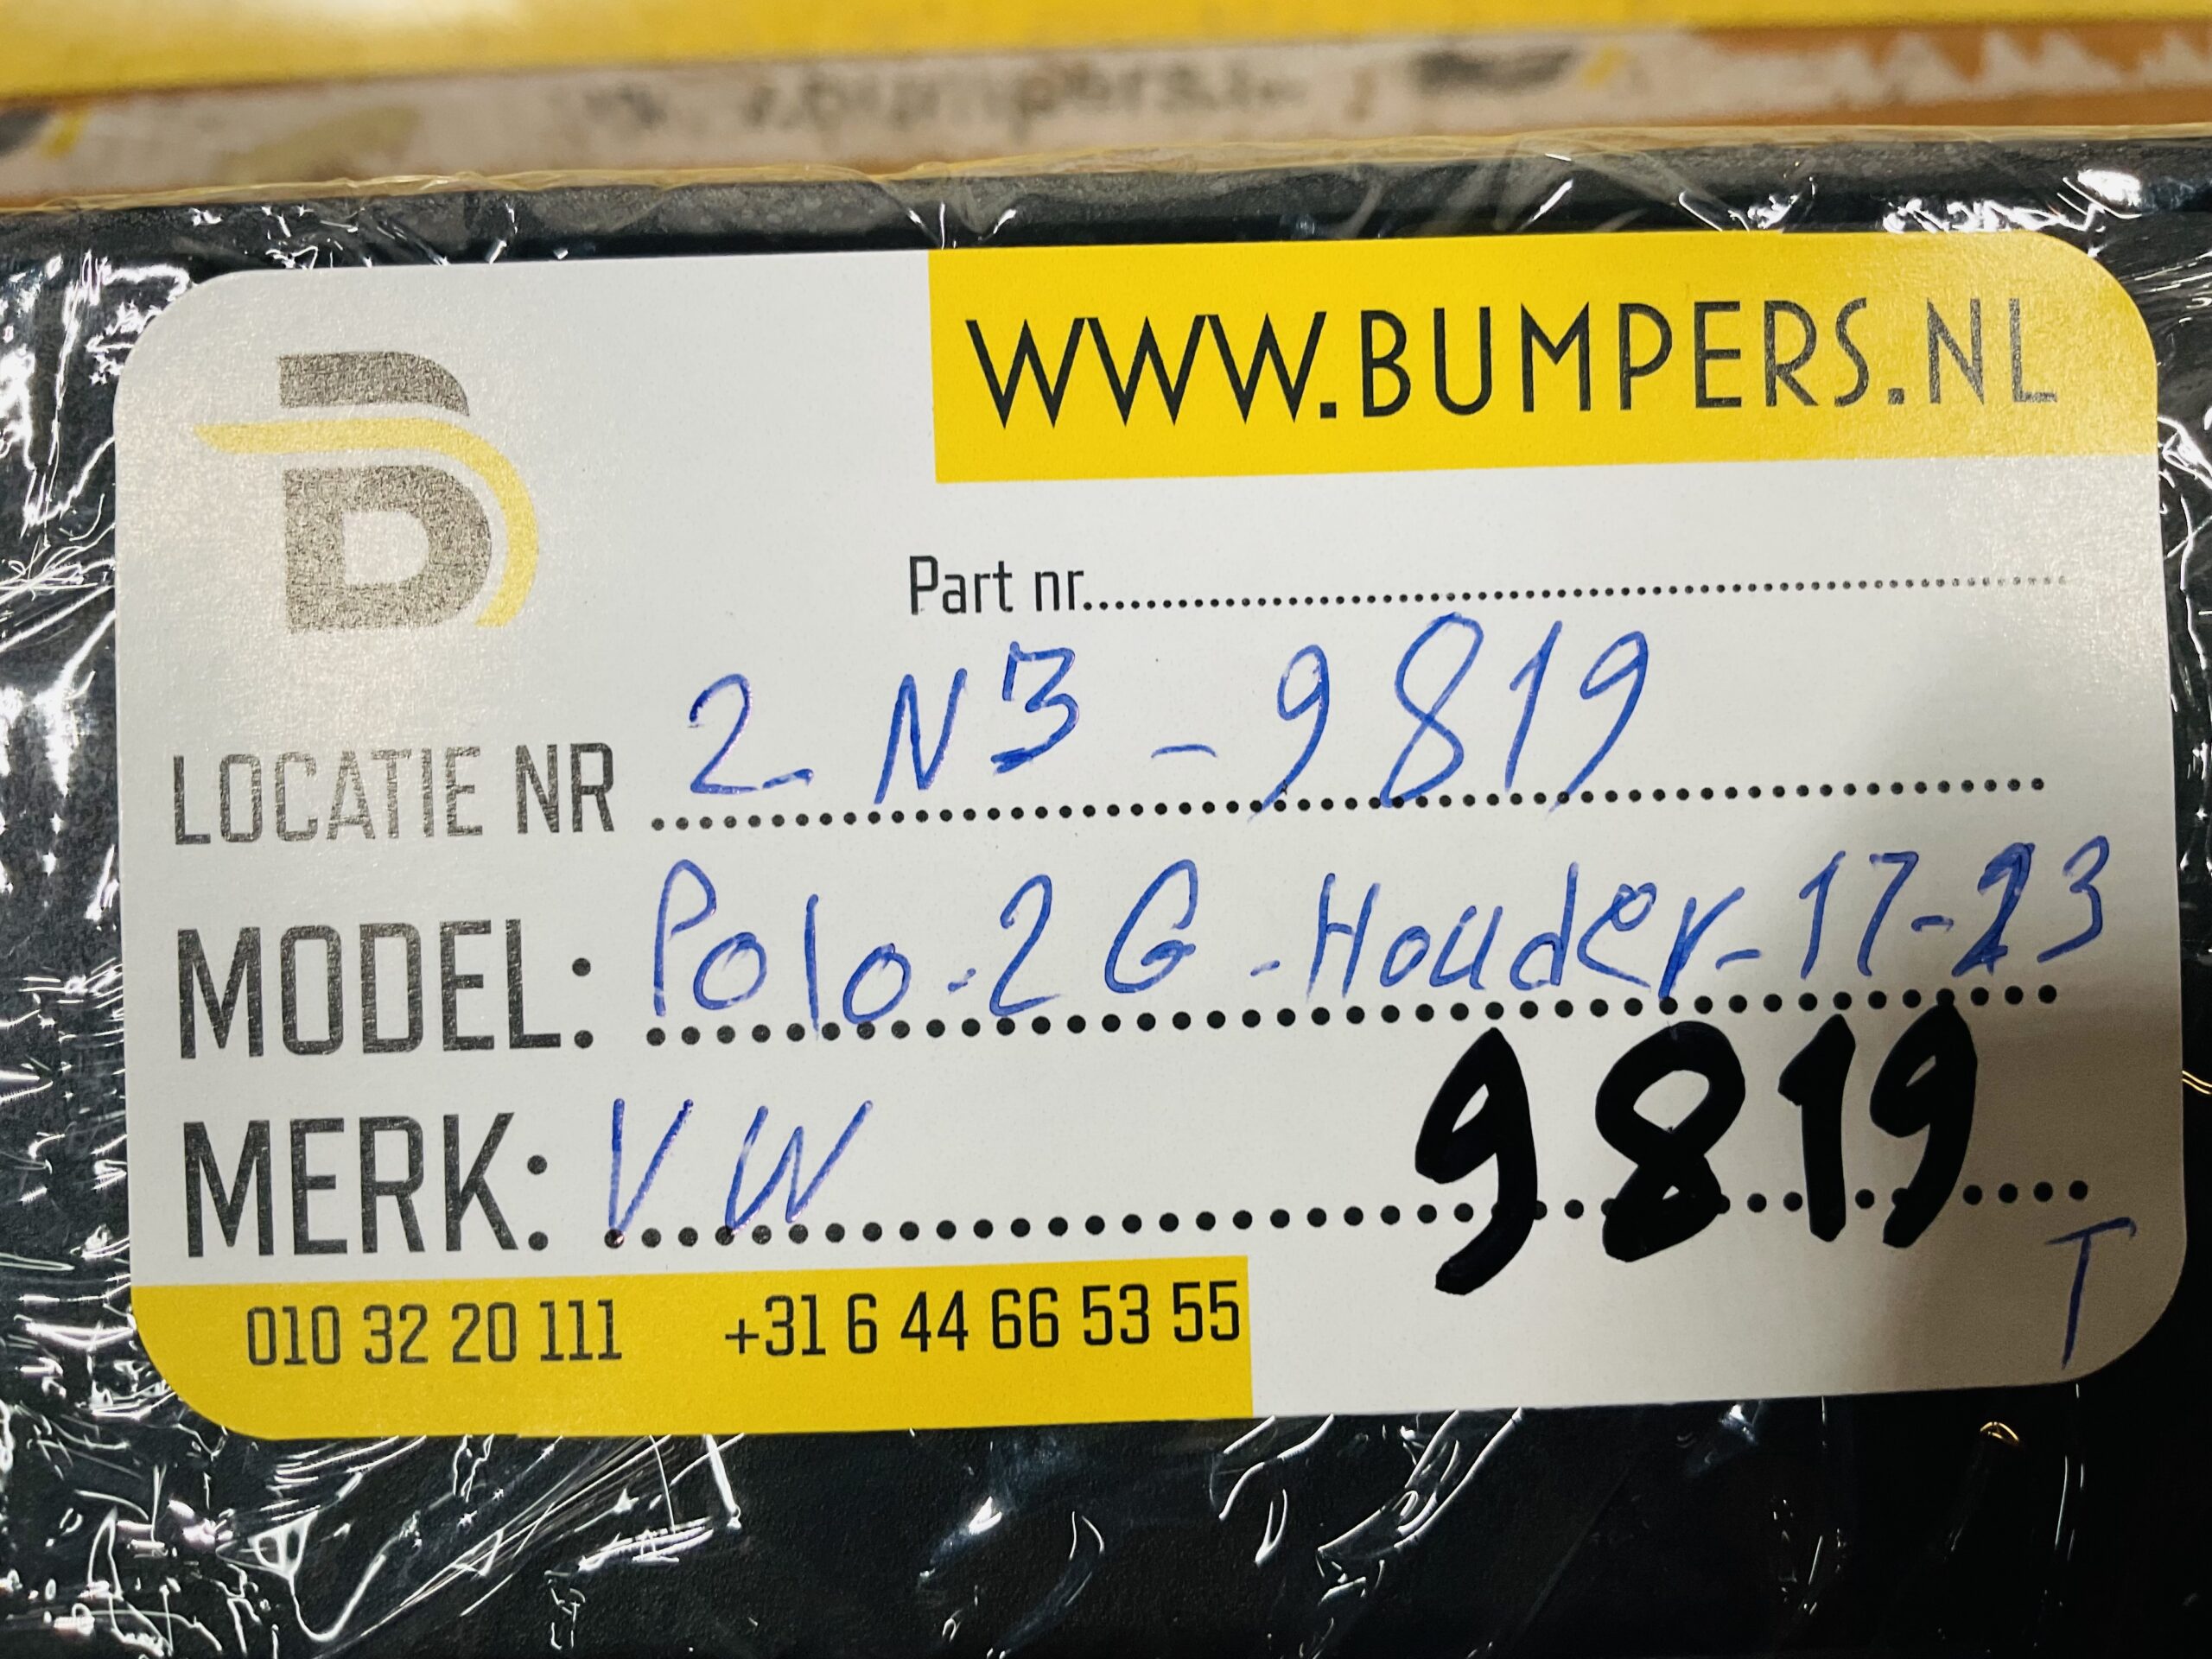 WWW.BUMPERS.NL
Part nr.
LOCATIE NR 2-N3-9819
MODEL: Polo-2G-Houder-17-23
MERK: VW 9819
T
010 32 20 111 +31 6 44 66 53 55